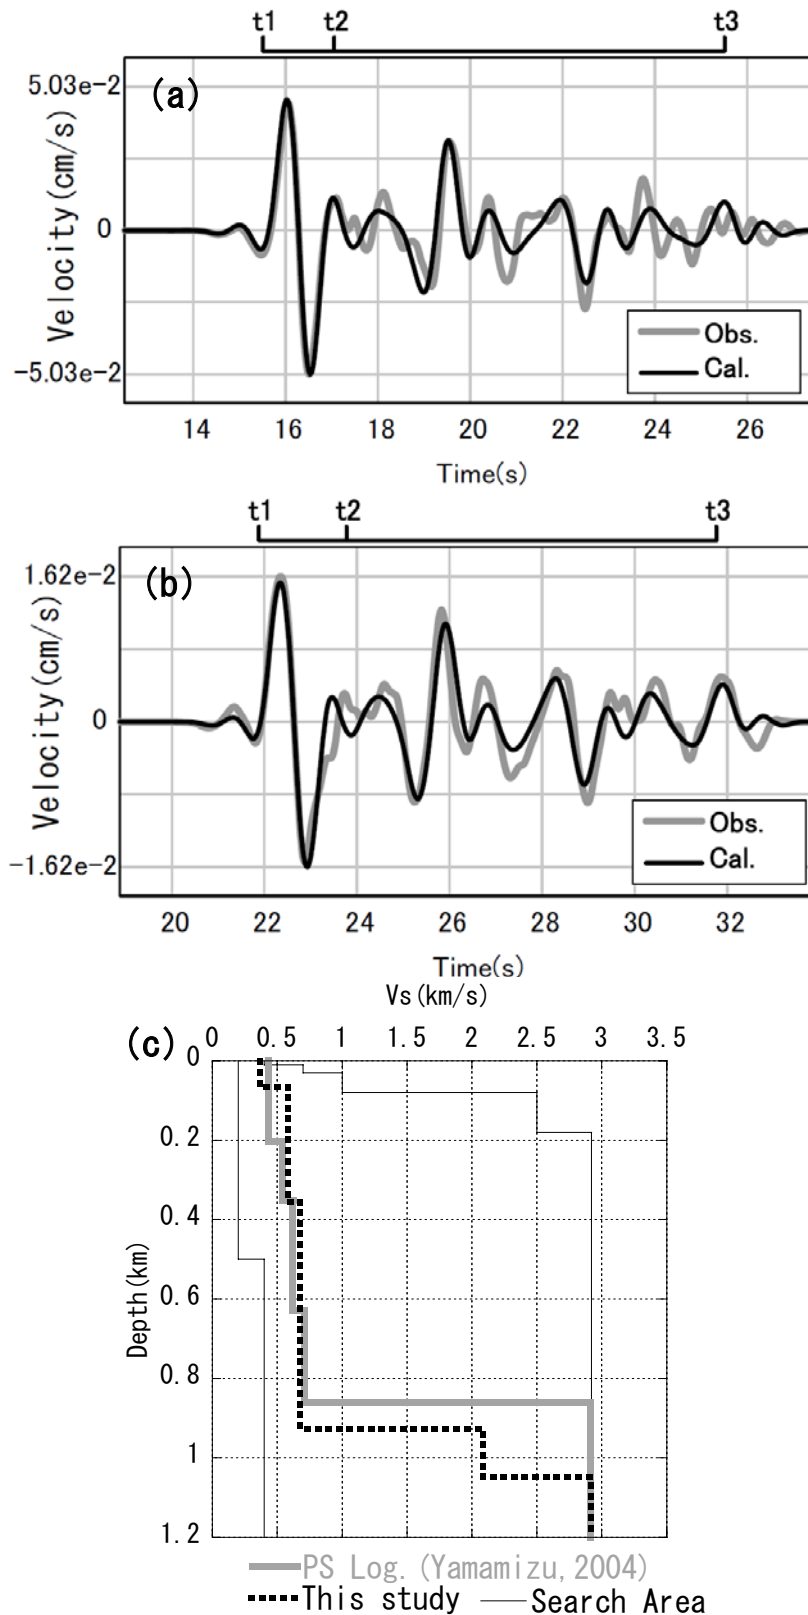 t1 t2 t3
(a)
5.03e-2
0
-5.03e-2
Velocity(cm/s)
Obs.
Cal.
14 16 18 20 22 24 26
Time(s)
t1 t2 t3
(b)
1.62e-2
0
-1.62e-2
Velocity(cm/s)
Obs.
Cal.
20 22 24 26 28 30 32
Time(s)
Vs(km/s)
(c)
0 0.5 1 1.5 2 2.5 3 3.5
0
0.2
0.4
0.6
0.8
1
1.2
Depth(km)
PS Log. (Yamamizu,2004)
This study
Search Area